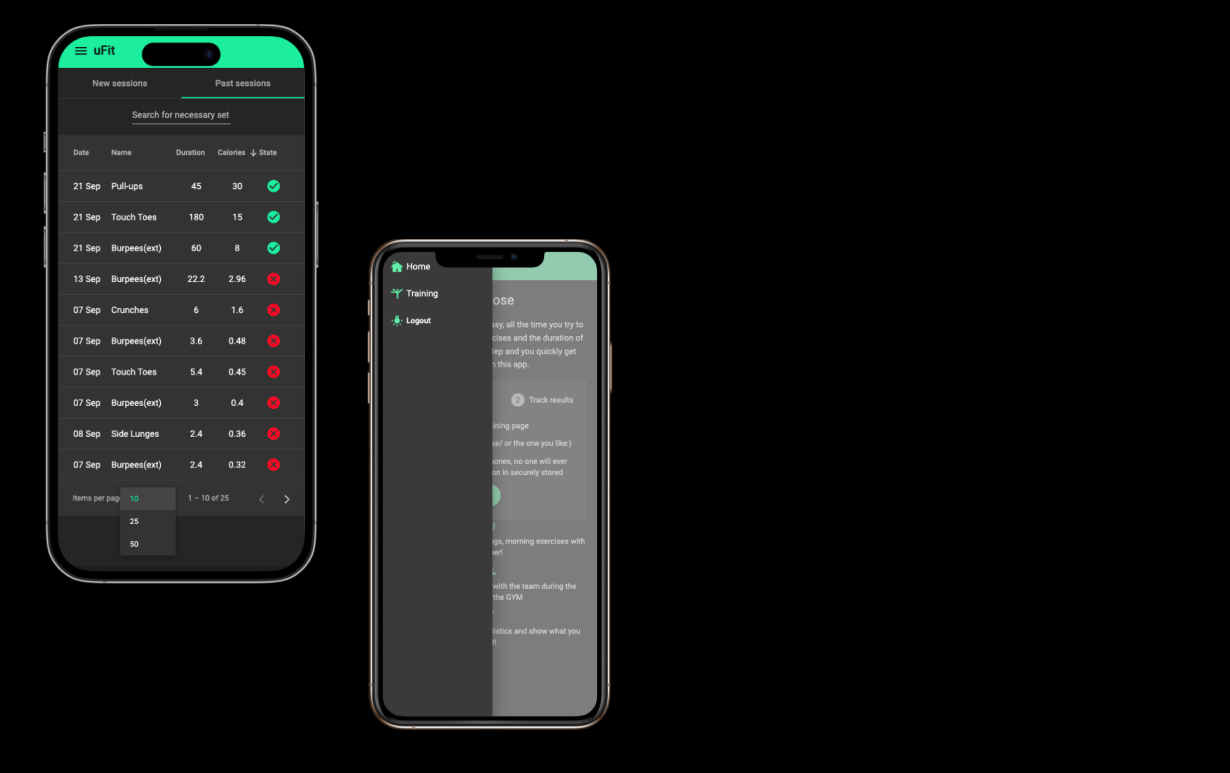 uFit
New sessions Past sessions
Search for necessary set
Date Name Duration Calories State
21 Sep Pull-ups 45 30
21 Sep Touch Toes 180 15
21 Sep Burpees(ext) 60 8
13 Sep Burpees(ext) 22.2 2.96
07 Sep Crunches 6 1.6
07 Sep Burpees(ext) 3.6 0.48
07 Sep Touch Toes 5.4 0.45
07 Sep Burpees(ext) 3 0.4
08 Sep Side Lunges 2.4 0.36
07 Sep Burpees(ext) 2.4 0.32
Items per pag 10 1 – 10 of 25
25
50
Home
Training
Logout
ose
asy, all the time you try to
cises and the duration of
tep and you quickly get
this app.
2 Track results
ining page
se/ or the one you like:)
ones, no one will ever
on in securely stored
gs, morning exercises with
er!
with the team during the
the GYM
tistics and show what you